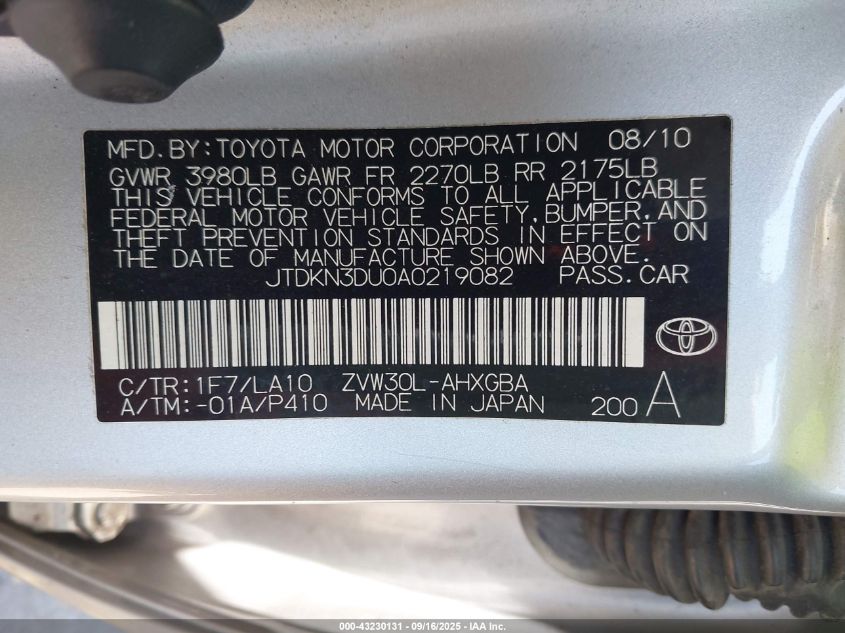 MFD. BY: TOYOTA MOTOR CORPORATION 08/10
GVWR 3980LB GAWR FR 2270LB RR 2175LB
THIS VEHICLE CONFORMS TO ALL APPLICABLE
FEDERAL MOTOR VEHICLE SAFETY, BUMPER, AND
THEFT PREVENTION STANDARDS IN EFFECT ON
THE DATE OF MANUFACTURE SHOWN ABOVE.
JTDKN3DU0A0219082 PASS. CAR
C/TR: 1F7/LA10 ZVW30L-AHXGBA
A/TM: -01A/P410 MADE IN JAPAN 200 A
000-43230131 - 09/16/2025 - IAA Inc.